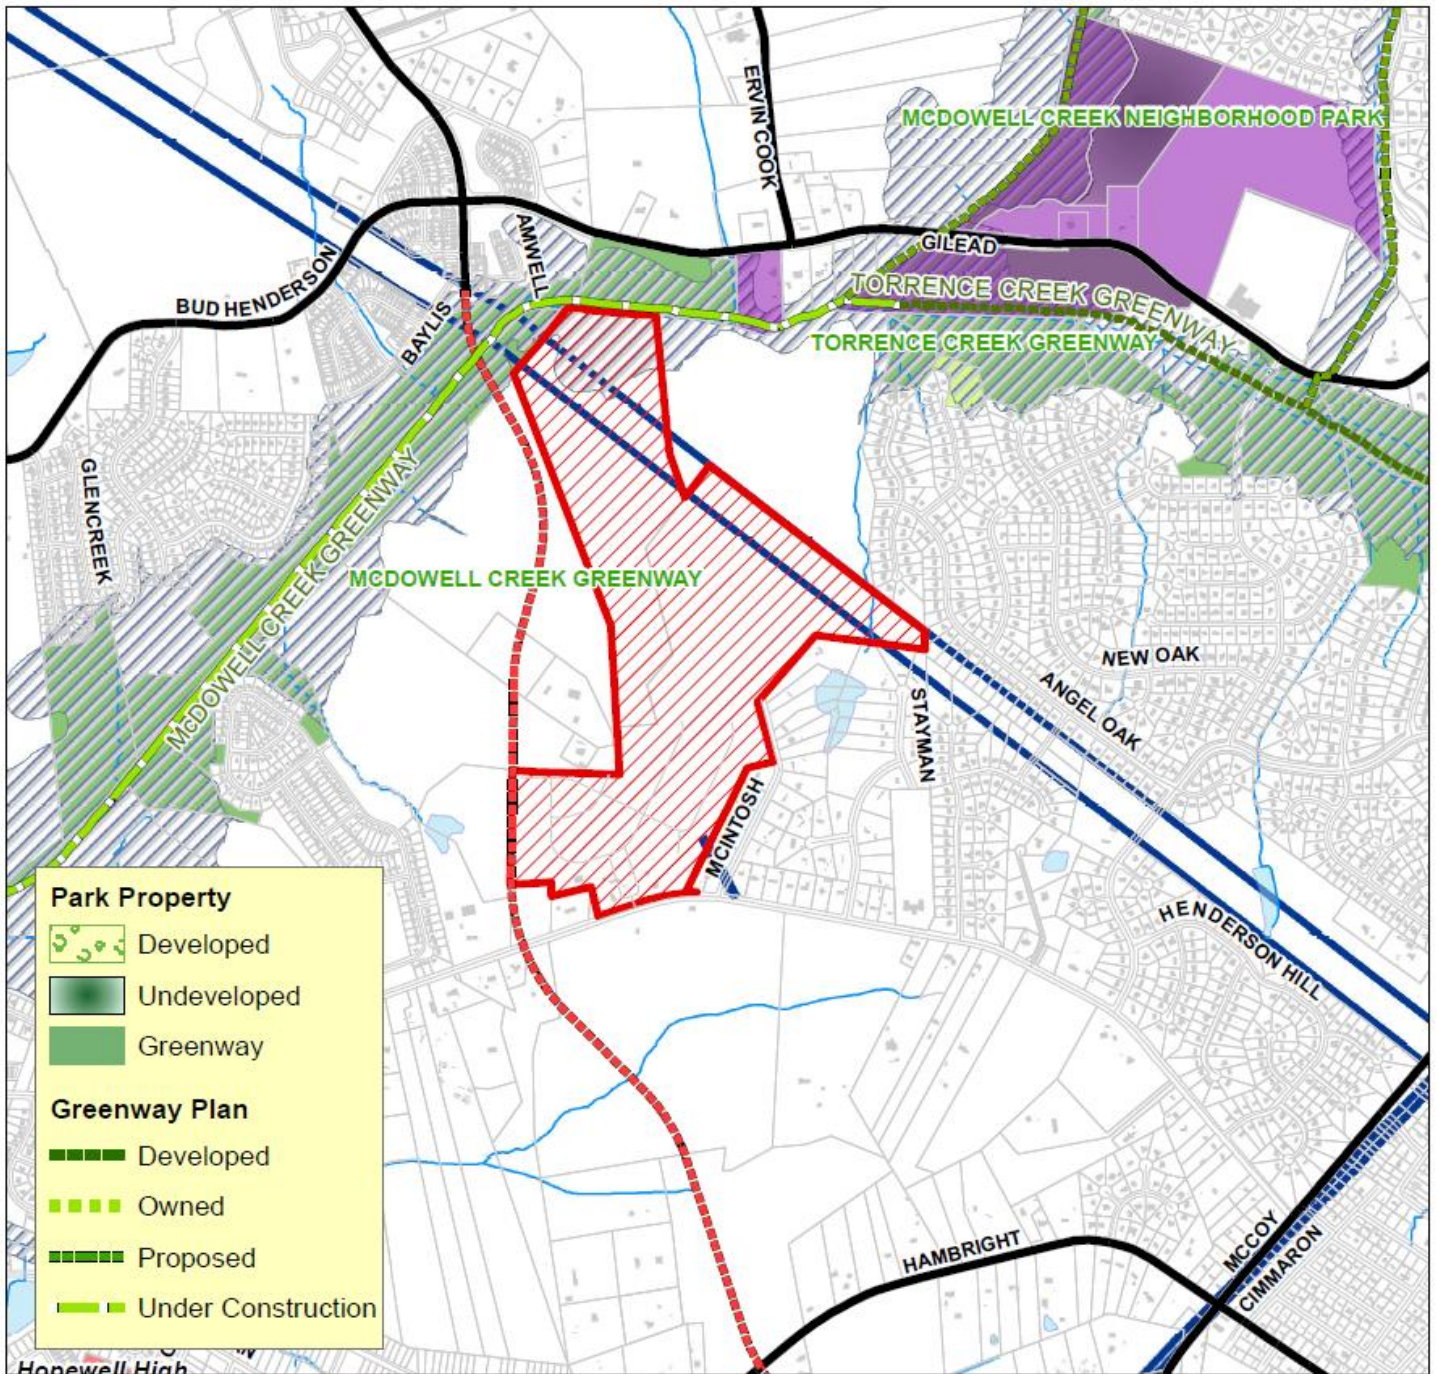 ERVIN COOK
MCDOWELL CREEK NEIGHBORHOOD PARK
AMWELL
GILEAD
BUD HENDERSON
TORRENCE CREEK GREENWAY
BAYLIS
TORRENCE CREEK GREENWAY
GLENCREEK
McDOWELL CREEK GREENWAY
MCDOWELL CREEK GREENWAY
NEW OAK
ANGEL OAK
STAYMAN
MCINTOSH
HENDERSON HILL
Park Property
Developed
Undeveloped
Greenway
Greenway Plan
Developed
Owned
Proposed
Under Construction
HAMBRIGHT
MCCOY
CIMMARON
Hopewell High